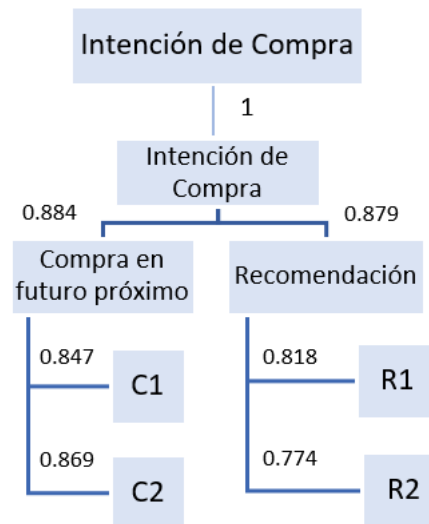 Intención de Compra
1
Intención de
Compra
0.884
0.879
Compra en
futuro próximo
Recomendación
0.847
C1
0.818
R1
0.869
C2
0.774
R2